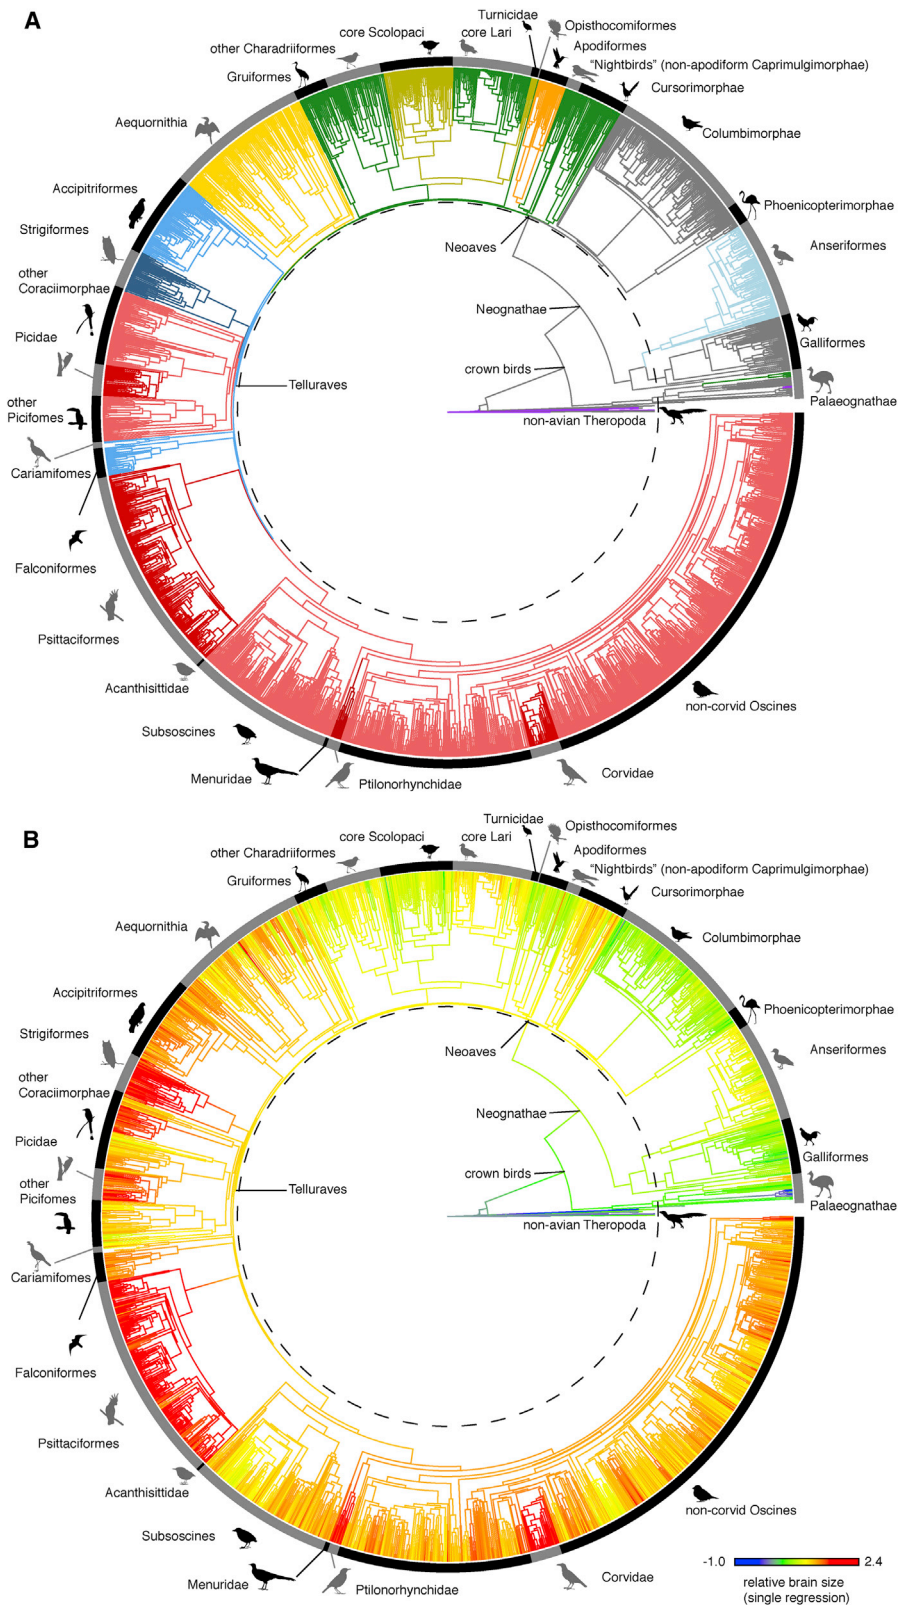 A
Turnicidae
Opisthocomiformes
core Scolopaci
core Lari
other Charadriiformes
Apodiformes
Gruiformes
“Nightbirds” (non-apodiform Caprimulgimorphae)
Cursorimorphae
Aequornithia
Columbimorphae
Accipitriformes
Phoenicopterimorphae
Strigiformes
Neoaves
Anseriformes
other
Coraciimorphae
Neognathae
Picidae
Galliformes
crown birds
Telluraves
other
Picifomes
Palaeognathae
non-avian Theropoda
Cariamifomes
Falconiformes
Psittaciformes
Acanthisittidae
non-corvid Oscines
Subsoscines
Menuridae
Ptilonorhynchidae
Corvidae
B
Turnicidae
Opisthocomiformes
core Scolopaci
core Lari
other Charadriiformes
Apodiformes
Gruiformes
“Nightbirds” (non-apodiform Caprimulgimorphae)
Cursorimorphae
Aequornithia
Columbimorphae
Accipitriformes
Phoenicopterimorphae
Strigiformes
Neoaves
Anseriformes
other
Coraciimorphae
Neognathae
Picidae
Galliformes
crown birds
Telluraves
other
Picifomes
Palaeognathae
non-avian Theropoda
Cariamifomes
Falconiformes
Psittaciformes
Acanthisittidae
non-corvid Oscines
Subsoscines
Menuridae
Ptilonorhynchidae
Corvidae
-1.0 2.4
relative brain size
(single regression)